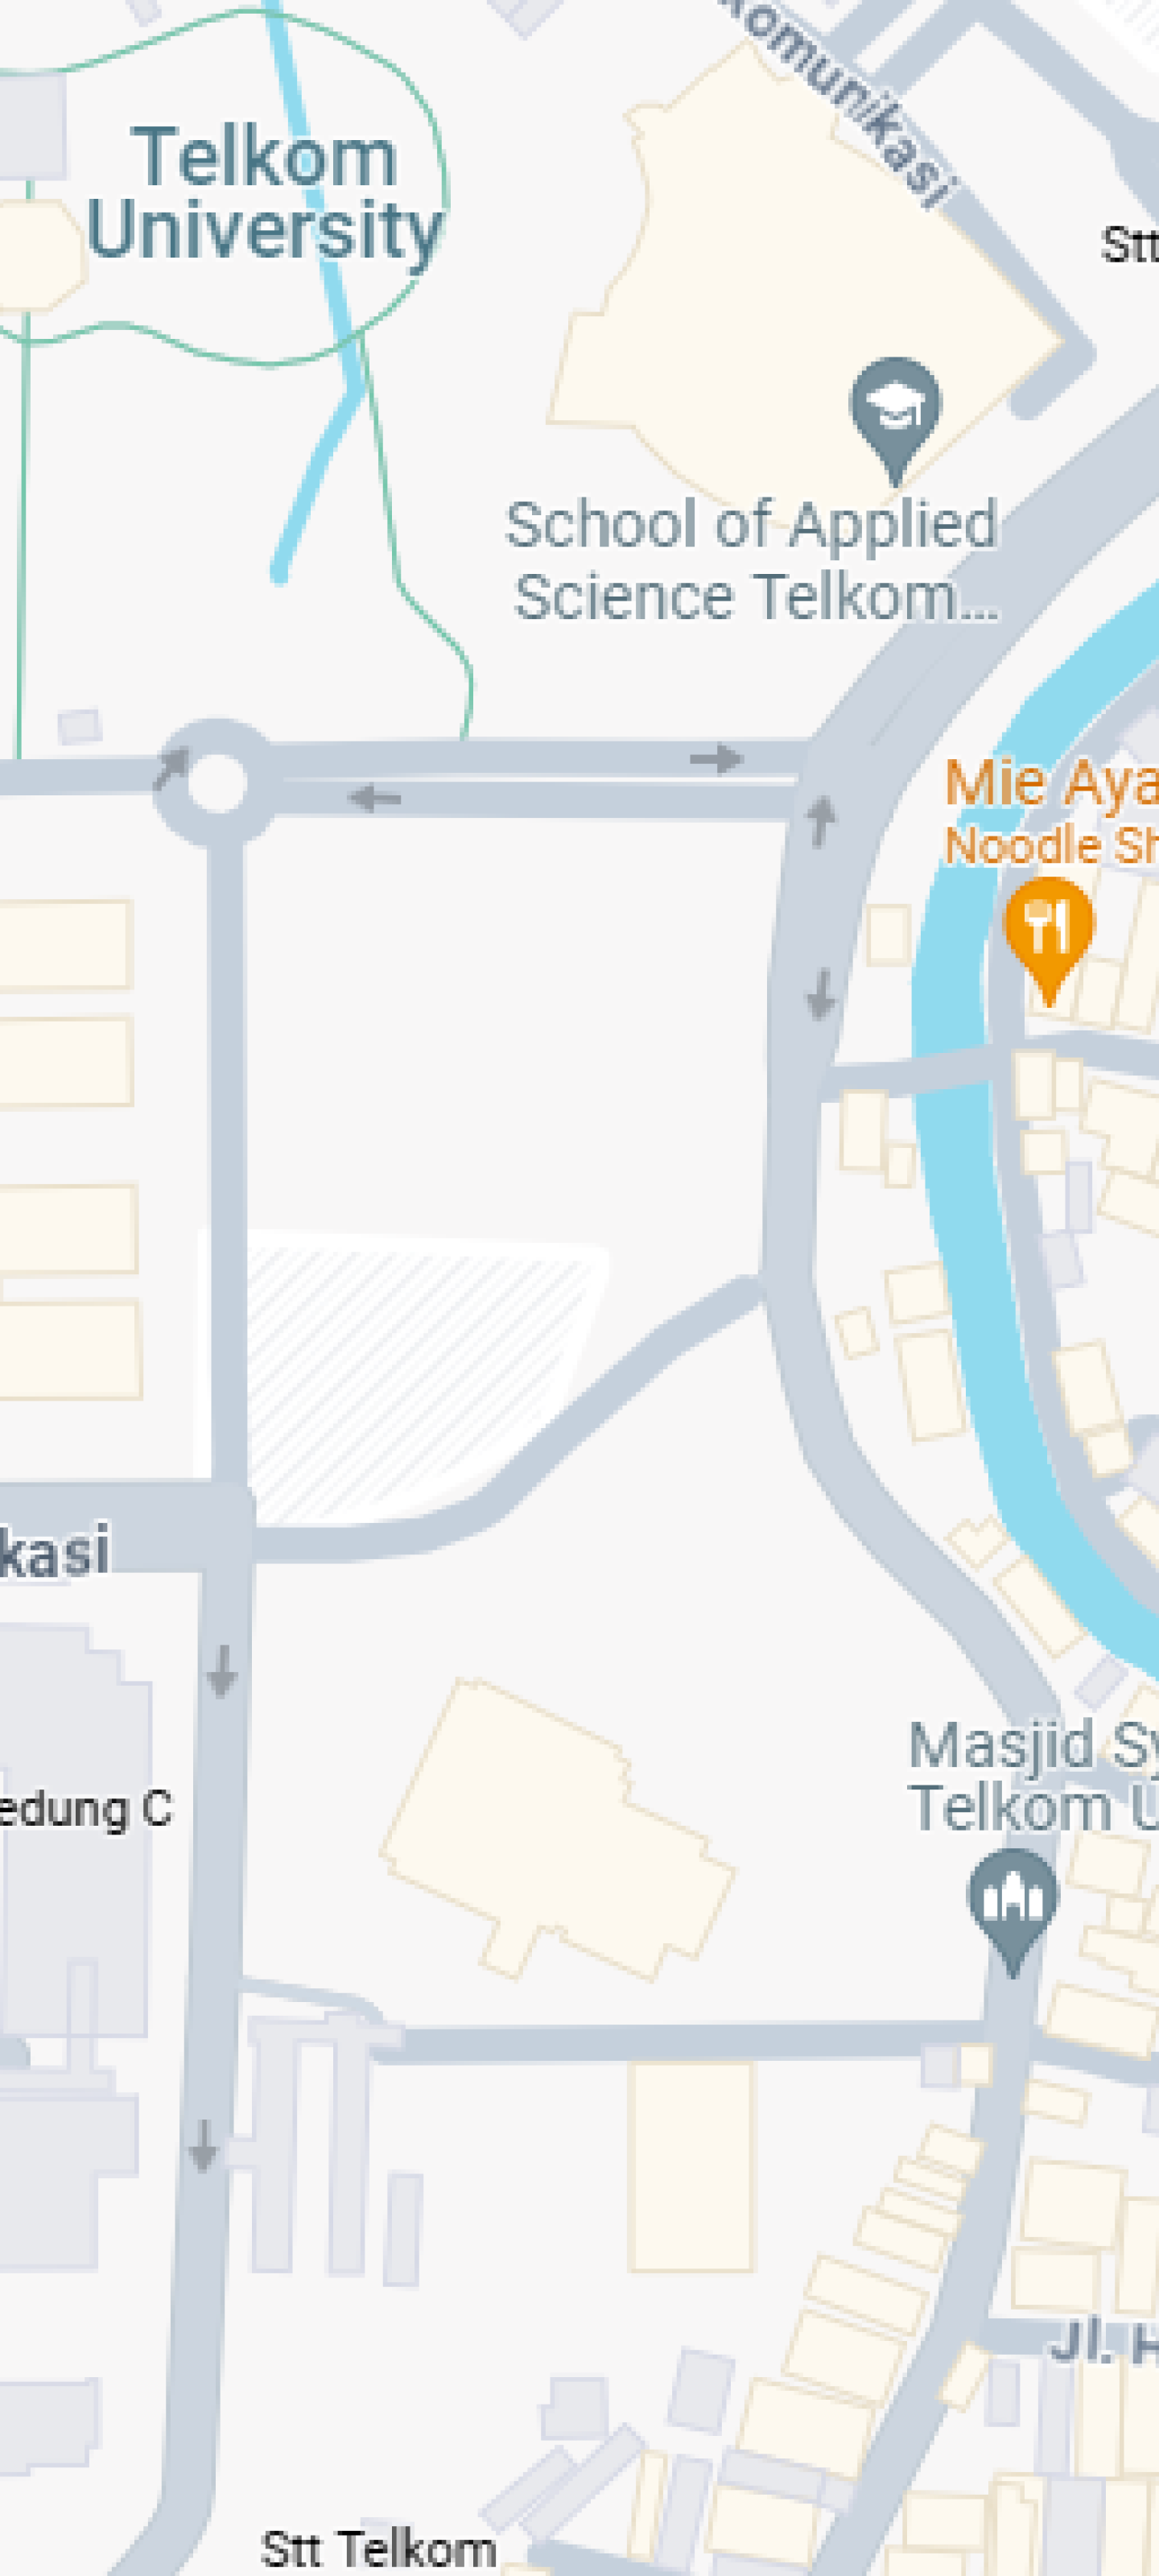 komunikasi
Telkom
University
Stt
School of Applied
Science Telkom...
Mie Aya
Noodle Sh
kasi
Masjid Sy
Telkom U
edung C
Jl. H
Stt Telkom